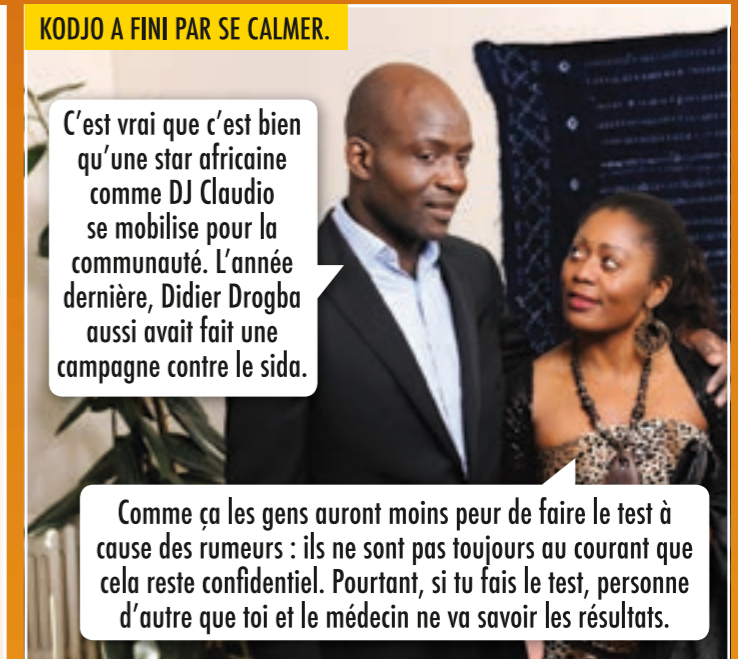 KODJO A FINI PAR SE CALMER.
C'est vrai que c'est bien
qu'une star africaine
comme DJ Claudio
se mobilise pour la
communauté. L'année
dernière, Didier Drogba
aussi avait fait une
campagne contre le sida.
Comme ça les gens auront moins peur de faire le test à
cause des rumeurs : ils ne sont pas toujours au courant que
cela reste confidentiel. Pourtant, si tu fais le test, personne
d'autre que toi et le médecin ne va savoir les résultats.